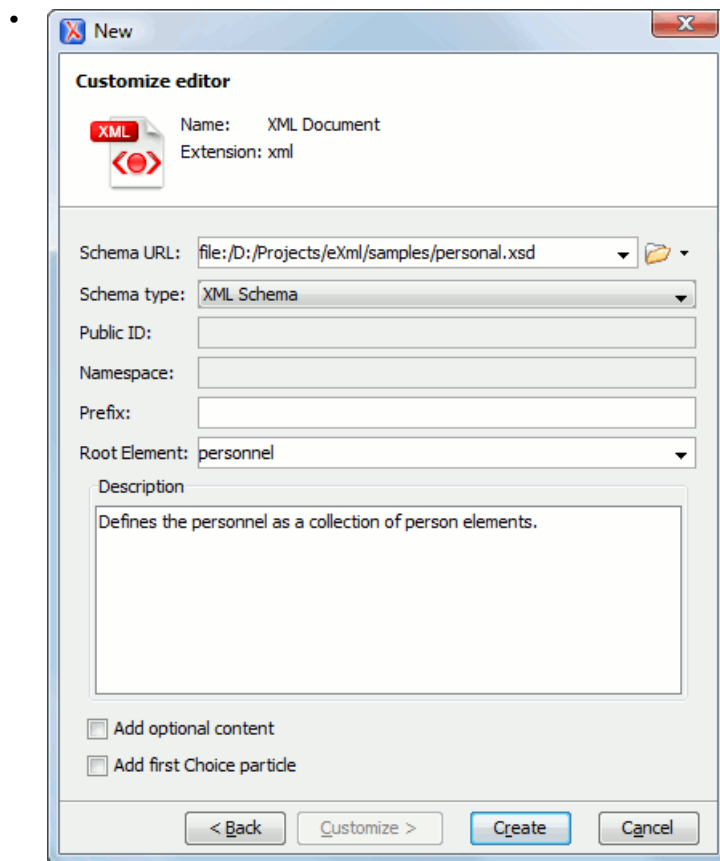 New
Customize editor
XML
Name: XML Document
Extension: xml
Schema URL: file:/D:/Projects/eXml/samples/personal.xsd
Schema type: XML Schema
Public ID:
Namespace:
Prefix:
Root Element: personnel
Description
Defines the personnel as a collection of person elements.
Add optional content
Add first Choice particle
< Back Customize > Create Cancel